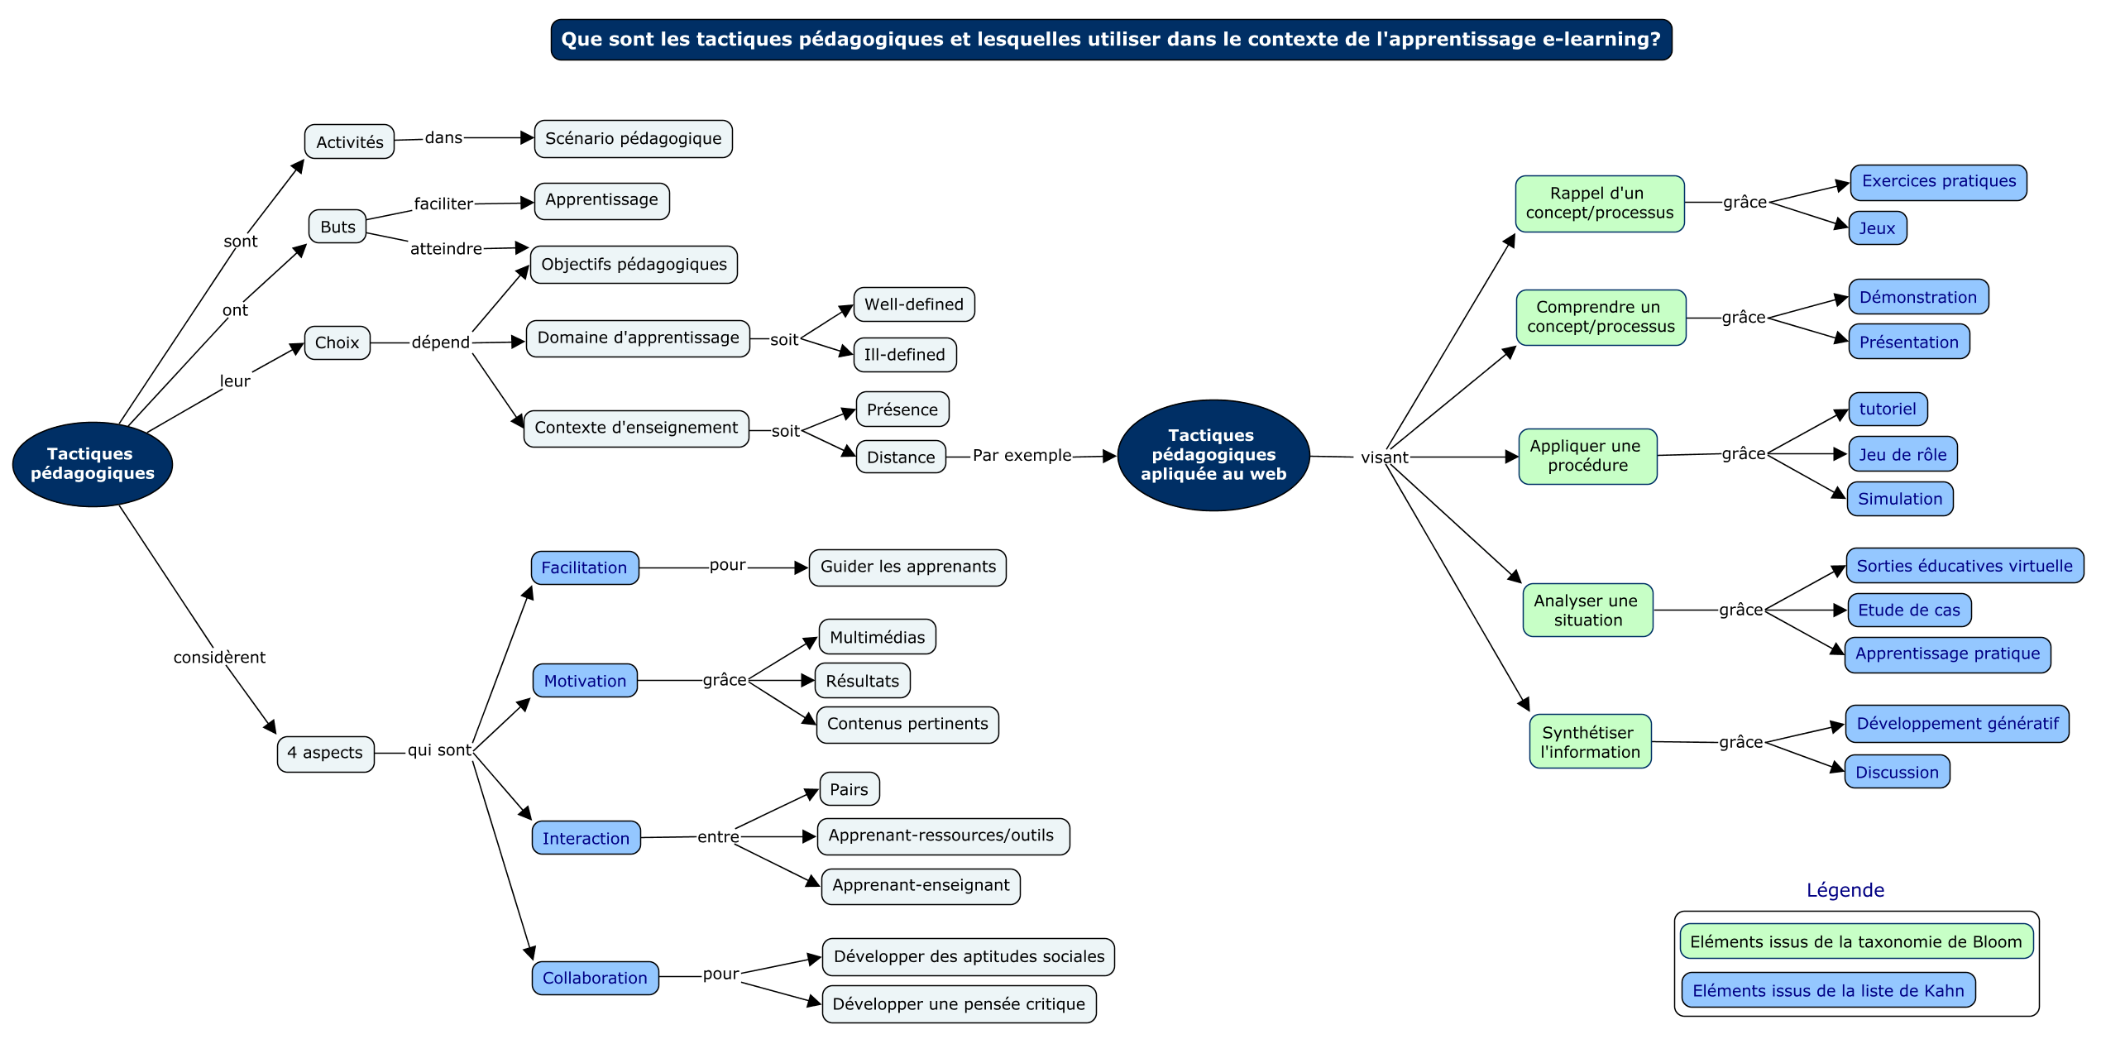 Que sont les tactiques pédagogiques et lesquelles utiliser dans le contexte de l'apprentissage e-learning?
Tactiques
pédagogiques
sont
Activités
dans
Scénario pédagogique
ont
Buts
faciliter
Apprentissage
atteindre
Objectifs pédagogiques
leur
Choix
dépend
Domaine d'apprentissage
soit
Well-defined
Ill-defined
Contexte d'enseignement
soit
Présence
Distance
Par exemple
considèrent
4 aspects
qui sont
Facilitation
pour
Guider les apprenants
Motivation
grâce
Multimédias
Résultats
Contenus pertinents
Interaction
entre
Pairs
Apprenant-ressources/outils
Apprenant-enseignant
Collaboration
pour
Développer des aptitudes sociales
Développer une pensée critique
Tactiques
pédagogiques
apliquée au web
visant
Rappel d'un
concept/processus
grâce
Exercices pratiques
Jeux
Comprendre un
concept/processus
grâce
Démonstration
Présentation
Appliquer une
procédure
grâce
tutoriel
Jeu de rôle
Simulation
Analyser une
situation
grâce
Sorties éducatives virtuelle
Etude de cas
Apprentissage pratique
Synthétiser
l'information
grâce
Développement génératif
Discussion
Légende
Eléments issus de la taxonomie de Bloom
Eléments issus de la liste de Kahn